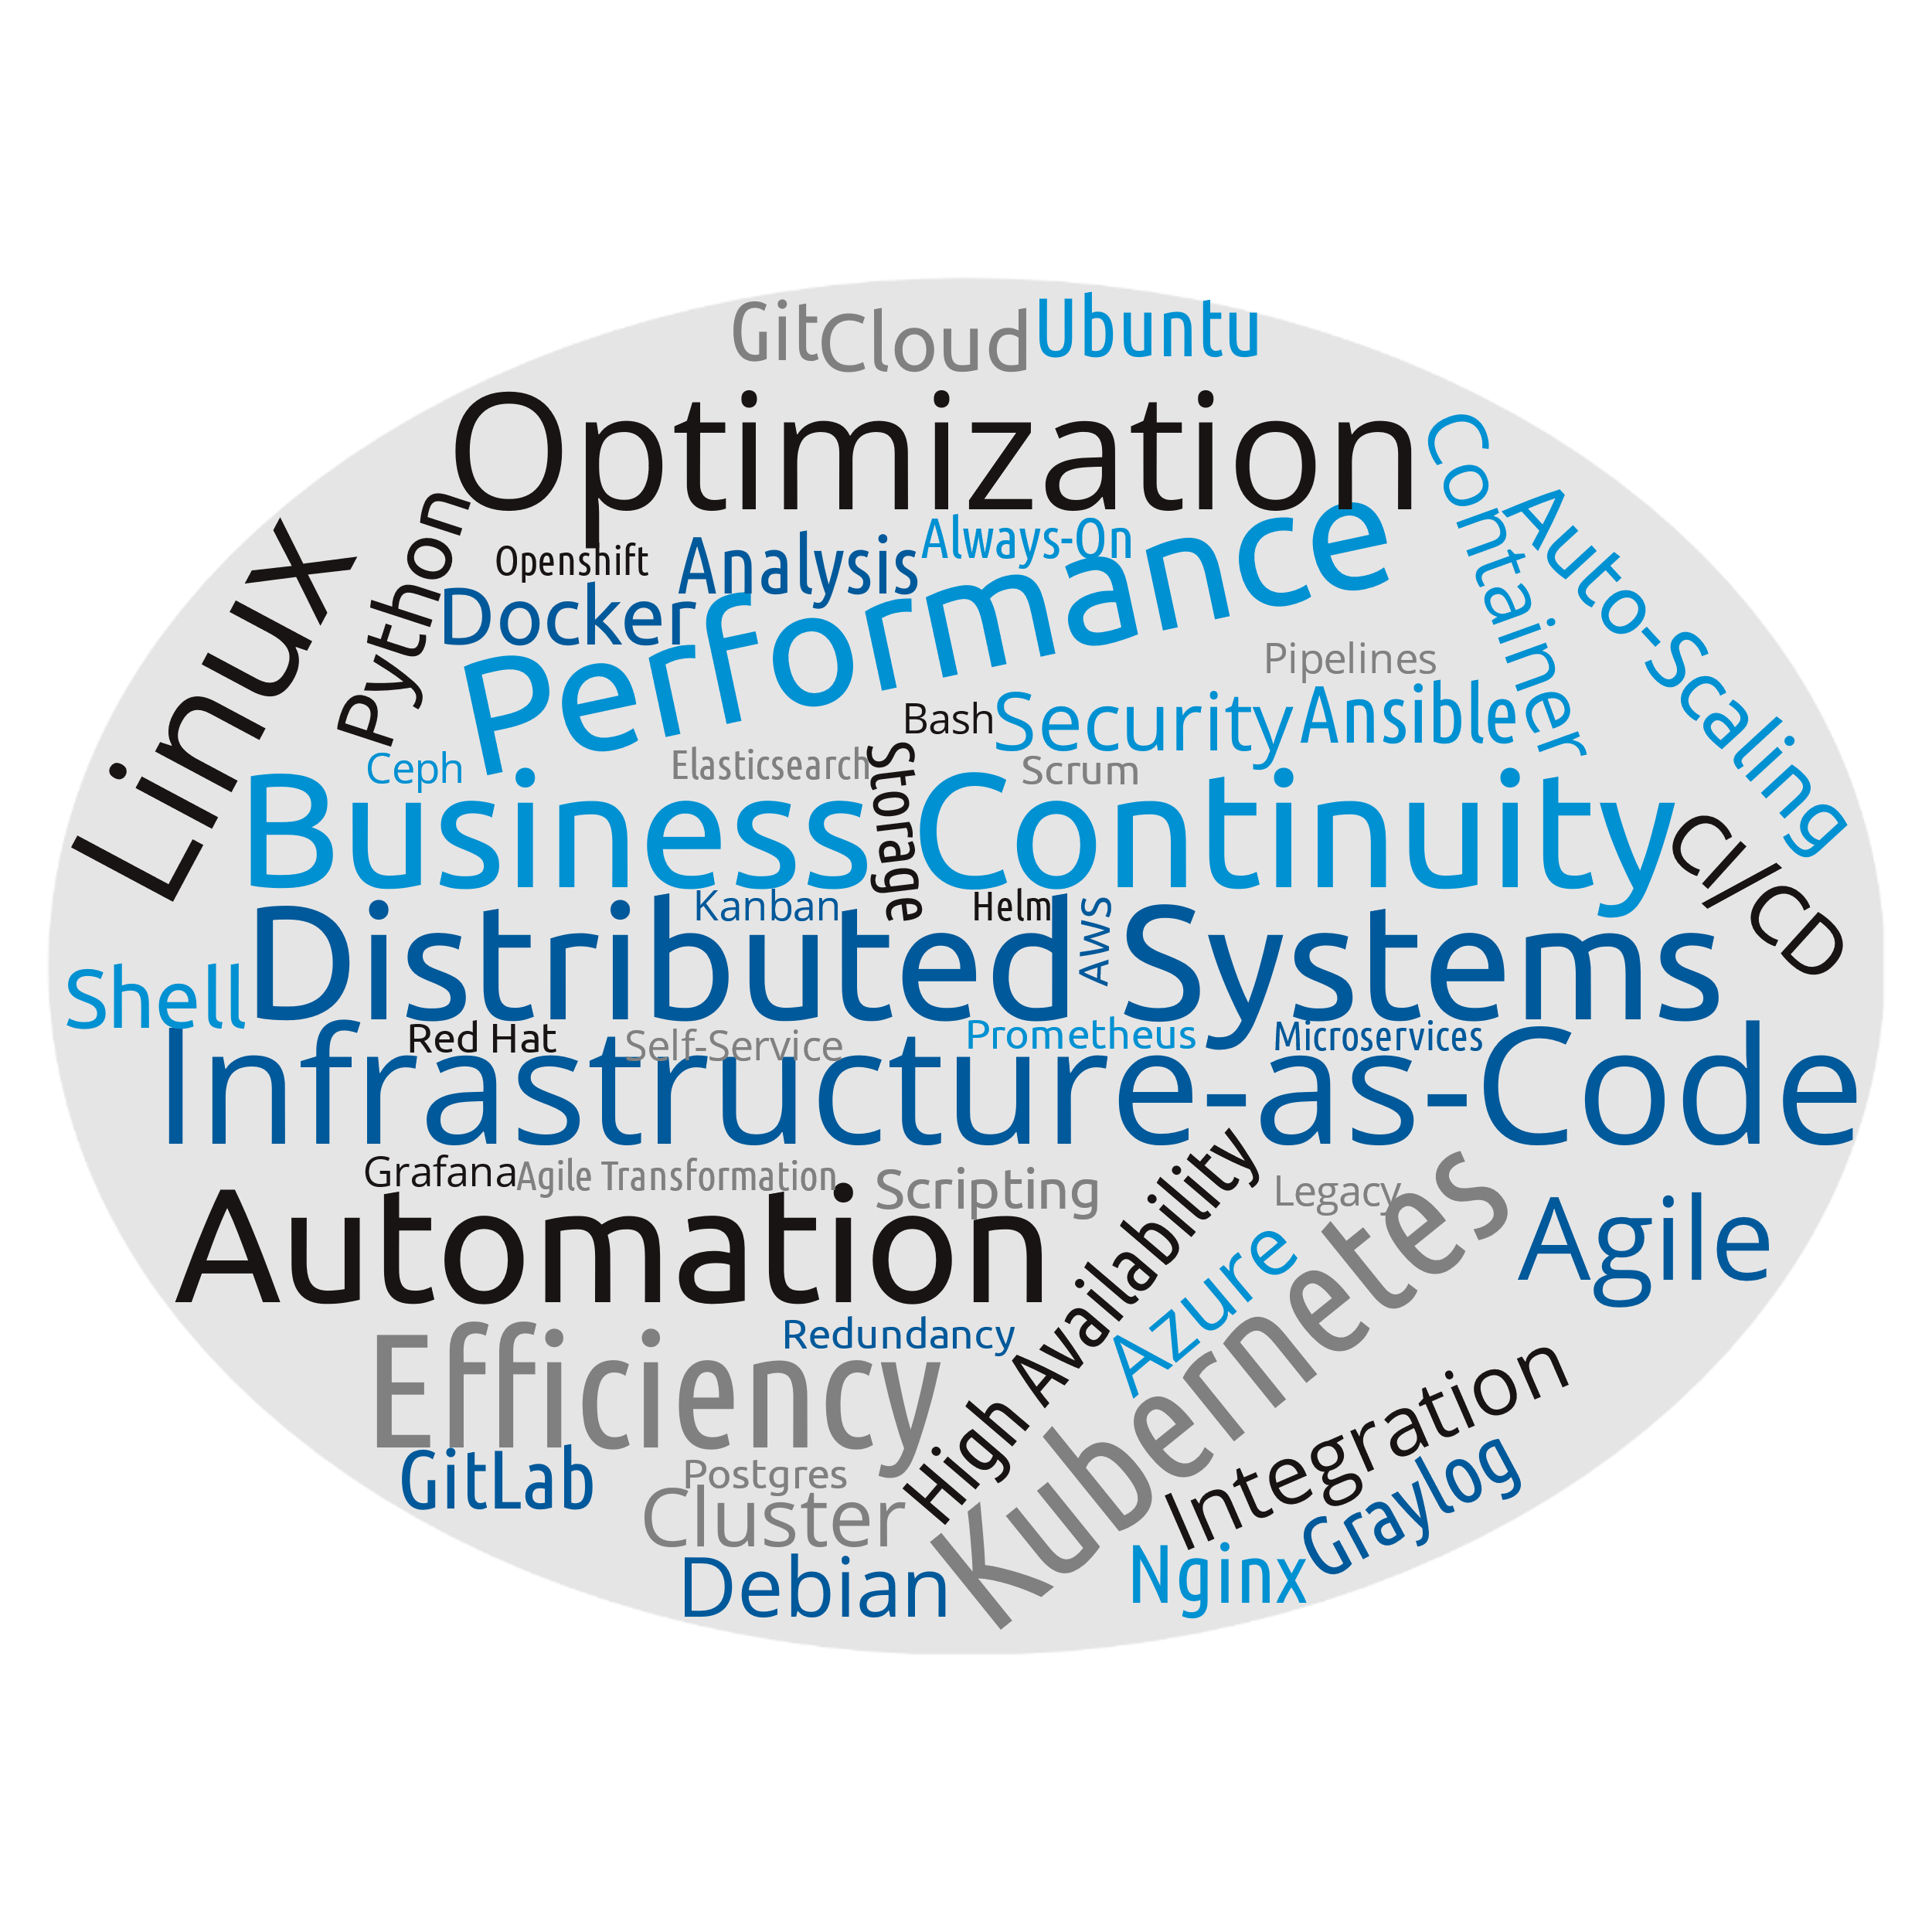 Git
Cloud
Ubuntu
Optimization
Container
Auto-scaling
Linux
Python
Openshift
Analysis
Always-On
Performance
Docker
Pipelines
Bash
Security
Ansible
Ceph
Elasticsearch
Storage
Scrum
Business Continuity
CI/CD
Kanban
Helm
AWS
Distributed Systems
Shell
Red Hat
Self-Service
Prometheus
Microservices
Infrastructure-as-Code
Grafana
Agile Transformation
Scripting
High Availability
Legacy
Automation
Azure
Kubernetes
Agile
Redundancy
Efficiency
GitLab
Postgres
Cluster
Integration
Graylog
Debian
Nginx